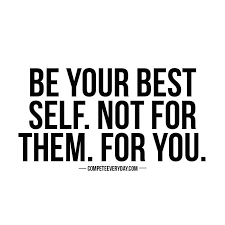 BE YOUR BEST
SELF. NOT FOR
THEM. FOR YOU.
— COMPETEEVERYDAY.COM —